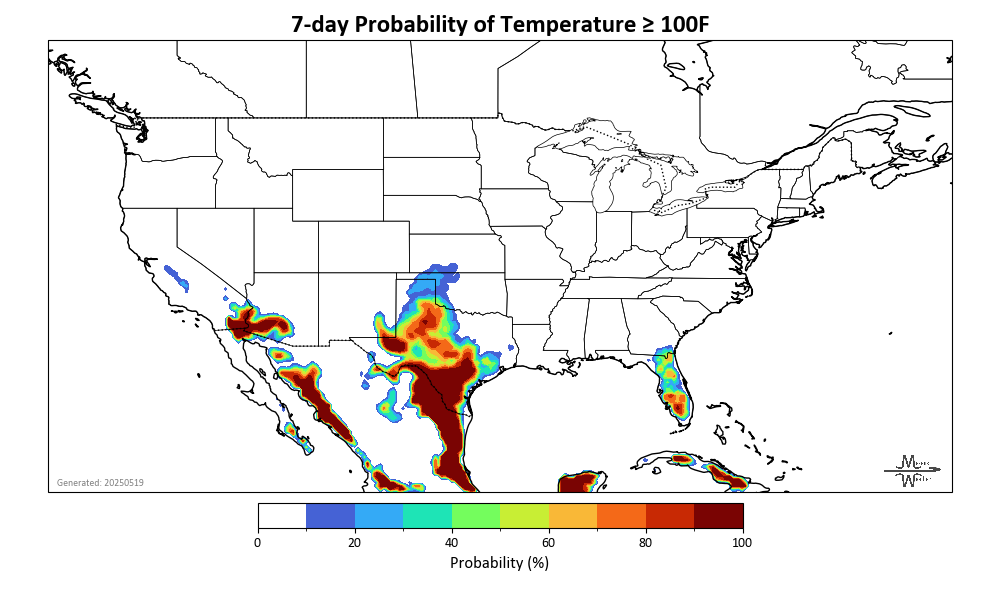 7-day Probability of Temperature ≥ 100F
Generated: 20250519
0 20 40 60 80 100
Probability (%)